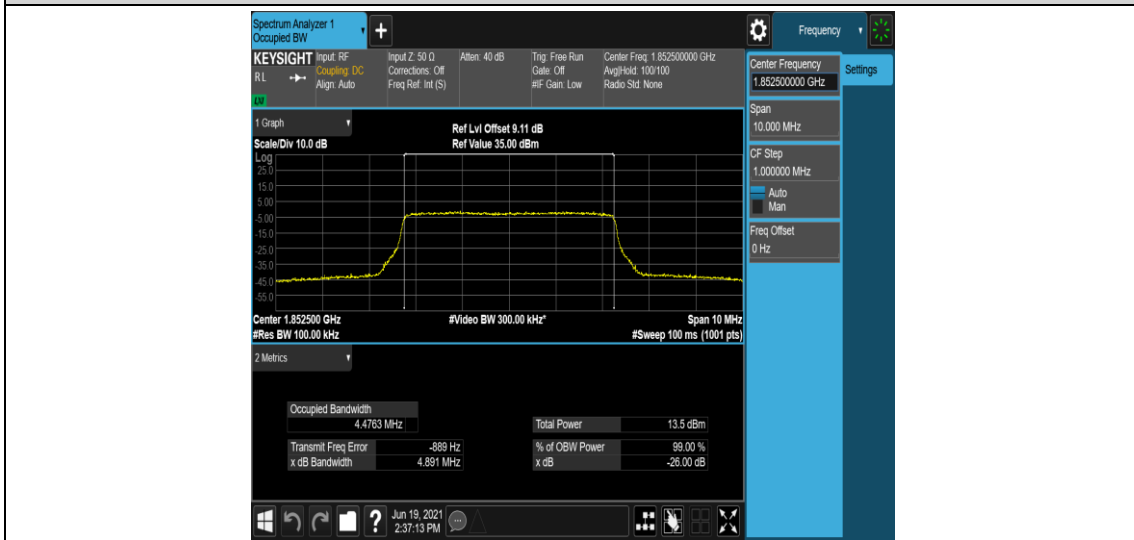 Spectrum Analyzer 1
Occupied BW
Frequency
KEYSIGHT
RL
LXI
Input: RF
Coupling: DC
Align: Auto
Input Z: 50 Ω
Corrections: Off
Freq Ref: Int (S)
Atten: 40 dB
Trig: Free Run
Gate: Off
#IF Gain: Low
Center Freq: 1.852500000 GHz
Avg|Hold: 100/100
Radio Std: None
Center Frequency
1.852500000 GHz
Settings
Span
10.000 MHz
CF Step
1.000000 MHz
Auto
Man
Freq Offset
0 Hz
1 Graph
Ref Lvl Offset 9.11 dB
Scale/Div 10.0 dB
Ref Value 35.00 dBm
Log
25.0
15.0
5.00
-5.00
-15.0
-25.0
-35.0
-45.0
-55.0
Center 1.852500 GHz
#Video BW 300.00 kHz*
Span 10 MHz
#Res BW 100.00 kHz
#Sweep 100 ms (1001 pts)
2 Metrics
Occupied Bandwidth
4.4763 MHz
Total Power
13.5 dBm
Transmit Freq Error
-889 Hz
% of OBW Power
99.00 %
x dB Bandwidth
4.891 MHz
x dB
-26.00 dB
?
Jun 19, 2021
2:37:13 PM